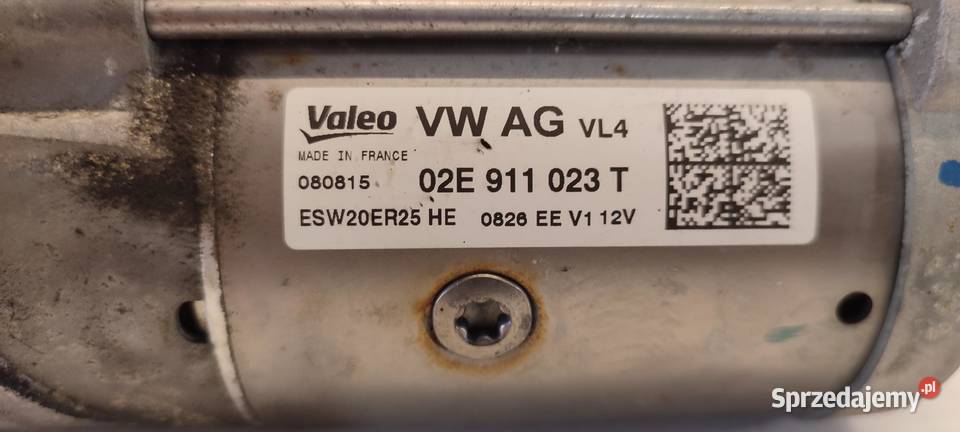 Valeo VW AG VL4
MADE IN FRANCE
080815 02E 911 023 T
ESW20ER25 HE 0826 EE V1 12V
Sprzedajemy.pl